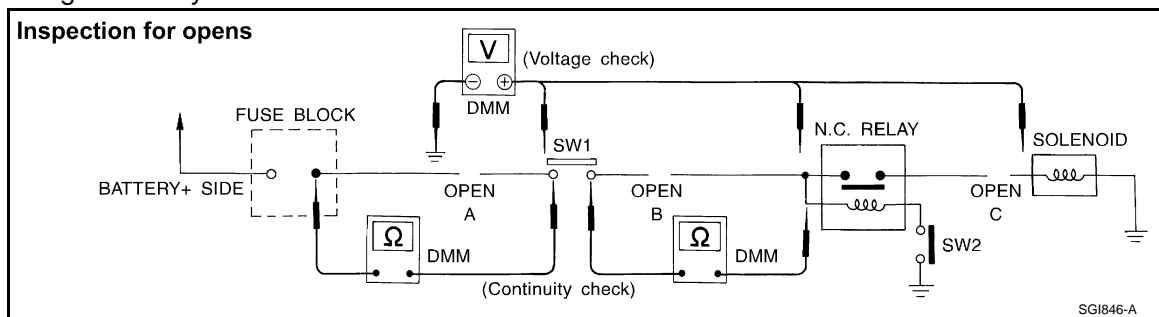 Inspection for opens
V
(Voltage check)
DMM
FUSE BLOCK
SW1
N.C. RELAY
SOLENOID
BATTERY+ SIDE
OPEN
A
OPEN
B
OPEN
C
Ω
DMM
Ω
DMM
SW2
(Continuity check)
SGI846-A